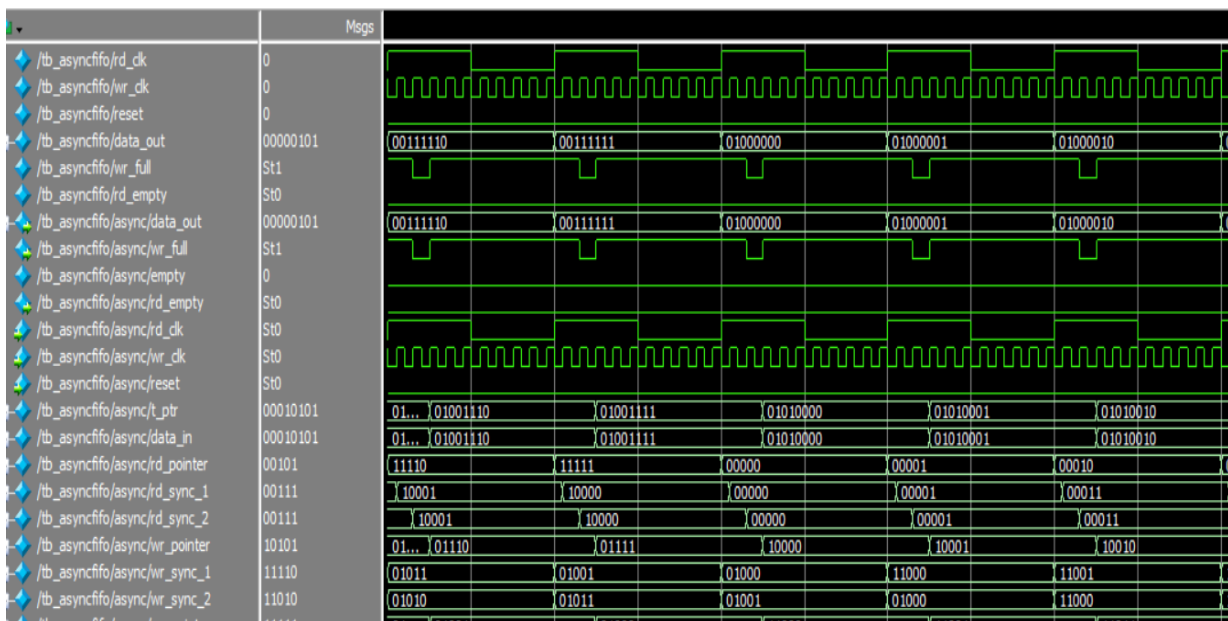 Msgs
/tb_asyncfifo/rd_clk 0
/tb_asyncfifo/wr_clk 0
/tb_asyncfifo/reset 0
/tb_asyncfifo/data_out 00000101 00111110 00111111 01000000 01000001 01000010
/tb_asyncfifo/wr_full St1
/tb_asyncfifo/rd_empty St0
/tb_asyncfifo/async/data_out 00000101 00111110 00111111 01000000 01000001 01000010
/tb_asyncfifo/async/wr_full St1
/tb_asyncfifo/async/empty 0
/tb_asyncfifo/async/rd_empty St0
/tb_asyncfifo/async/rd_clk St0
/tb_asyncfifo/async/wr_clk St0
/tb_asyncfifo/async/reset St0
/tb_asyncfifo/async/t_ptr 00010101 01... 01001110 01001111 01010000 01010001 01010010
/tb_asyncfifo/async/data_in 00010101 01... 01001110 01001111 01010000 01010001 01010010
/tb_asyncfifo/async/rd_pointer 00101 11110 11111 00000 00001 00010
/tb_asyncfifo/async/rd_sync_1 00111 10001 10000 00000 00001 00011
/tb_asyncfifo/async/rd_sync_2 00111 10001 10000 00000 00001 00011
/tb_asyncfifo/async/wr_pointer 10101 01... 01110 01111 10000 10001 10010
/tb_asyncfifo/async/wr_sync_1 11110 01011 01001 01000 11000 11001
/tb_asyncfifo/async/wr_sync_2 11010 01010 01011 01001 01000 11000